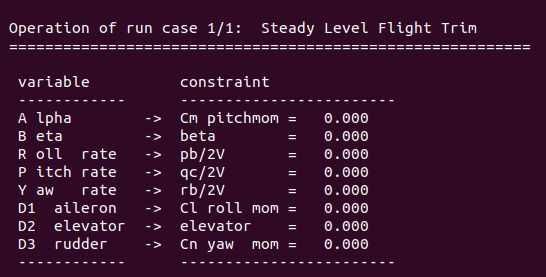 Operation of run case 1/1:  Steady Level Flight Trim
==========================================================
variable          constraint
------------      ------------------------
A lpha        ->  Cm pitchmom =   0.000
B eta         ->  beta        =   0.000
R oll  rate   ->  pb/2V       =   0.000
P itch rate   ->  qc/2V       =   0.000
Y aw   rate   ->  rb/2V       =   0.000
D1  aileron   ->  Cl roll mom =   0.000
D2  elevator  ->  elevator    =   0.000
D3  rudder    ->  Cn yaw  mom =   0.000
------------      ------------------------